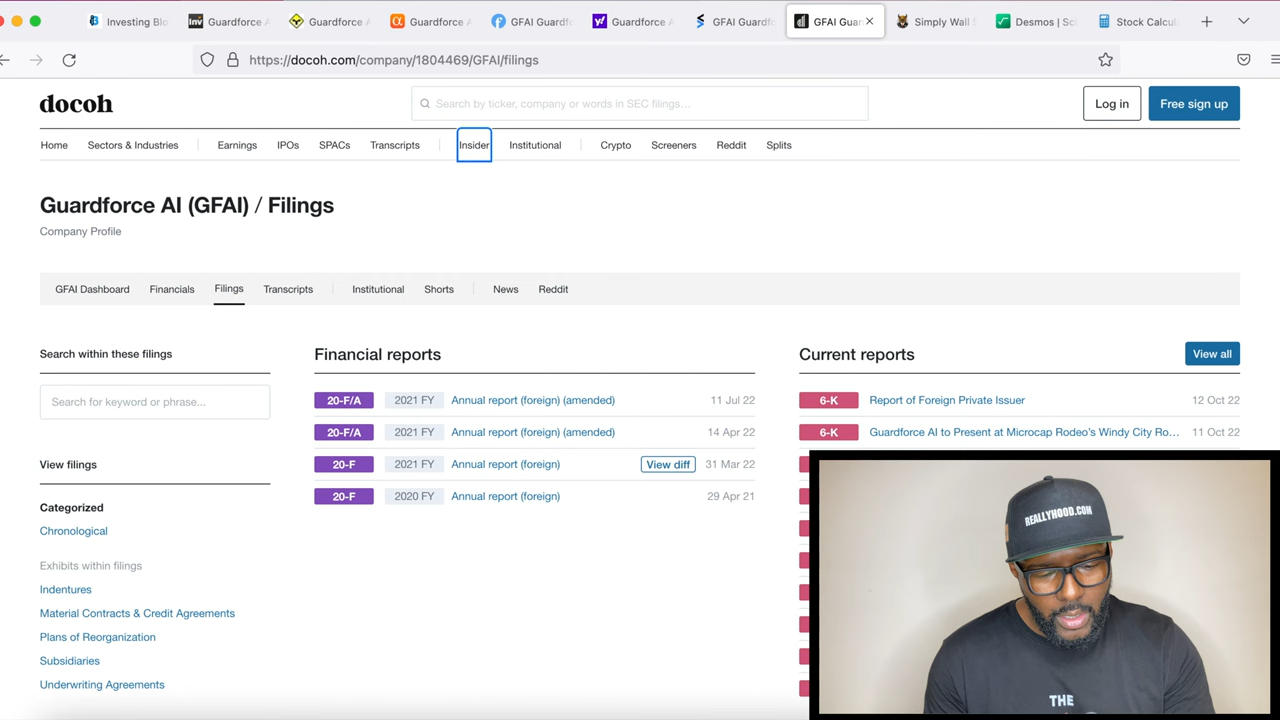 Investing Blo
Guardforce A
Guardforce A
Guardforce A
GFAI Guardfo
Guardforce A
GFAI Guardfo
GFAI Guar
Simply Wall S
Desmos | Sci
Stock Calcul
https://docoh.com/company/1804469/GFAI/filings
docoh
Search by ticker, company or words in SEC filings...
Log in
Free sign up
Home Sectors & Industries Earnings IPOs SPACs Transcripts Insider Institutional Crypto Screeners Reddit Splits
Guardforce AI (GFAI) / Filings
Company Profile
GFAI Dashboard Financials Filings Transcripts Institutional Shorts News Reddit
Search within these filings
Search for keyword or phrase...
View filings
Categorized
Chronological
Exhibits within filings
Indentures
Material Contracts & Credit Agreements
Plans of Reorganization
Subsidiaries
Underwriting Agreements
Financial reports
20-F/A 2021 FY Annual report (foreign) (amended) 11 Jul 22
20-F/A 2021 FY Annual report (foreign) (amended) 14 Apr 22
20-F 2021 FY Annual report (foreign) View diff 31 Mar 22
20-F 2020 FY Annual report (foreign) 29 Apr 21
Current reports View all
6-K Report of Foreign Private Issuer 12 Oct 22
6-K Guardforce AI to Present at Microcap Rodeo's Windy City Ro... 11 Oct 22
REALLYHOOD.COM
THE